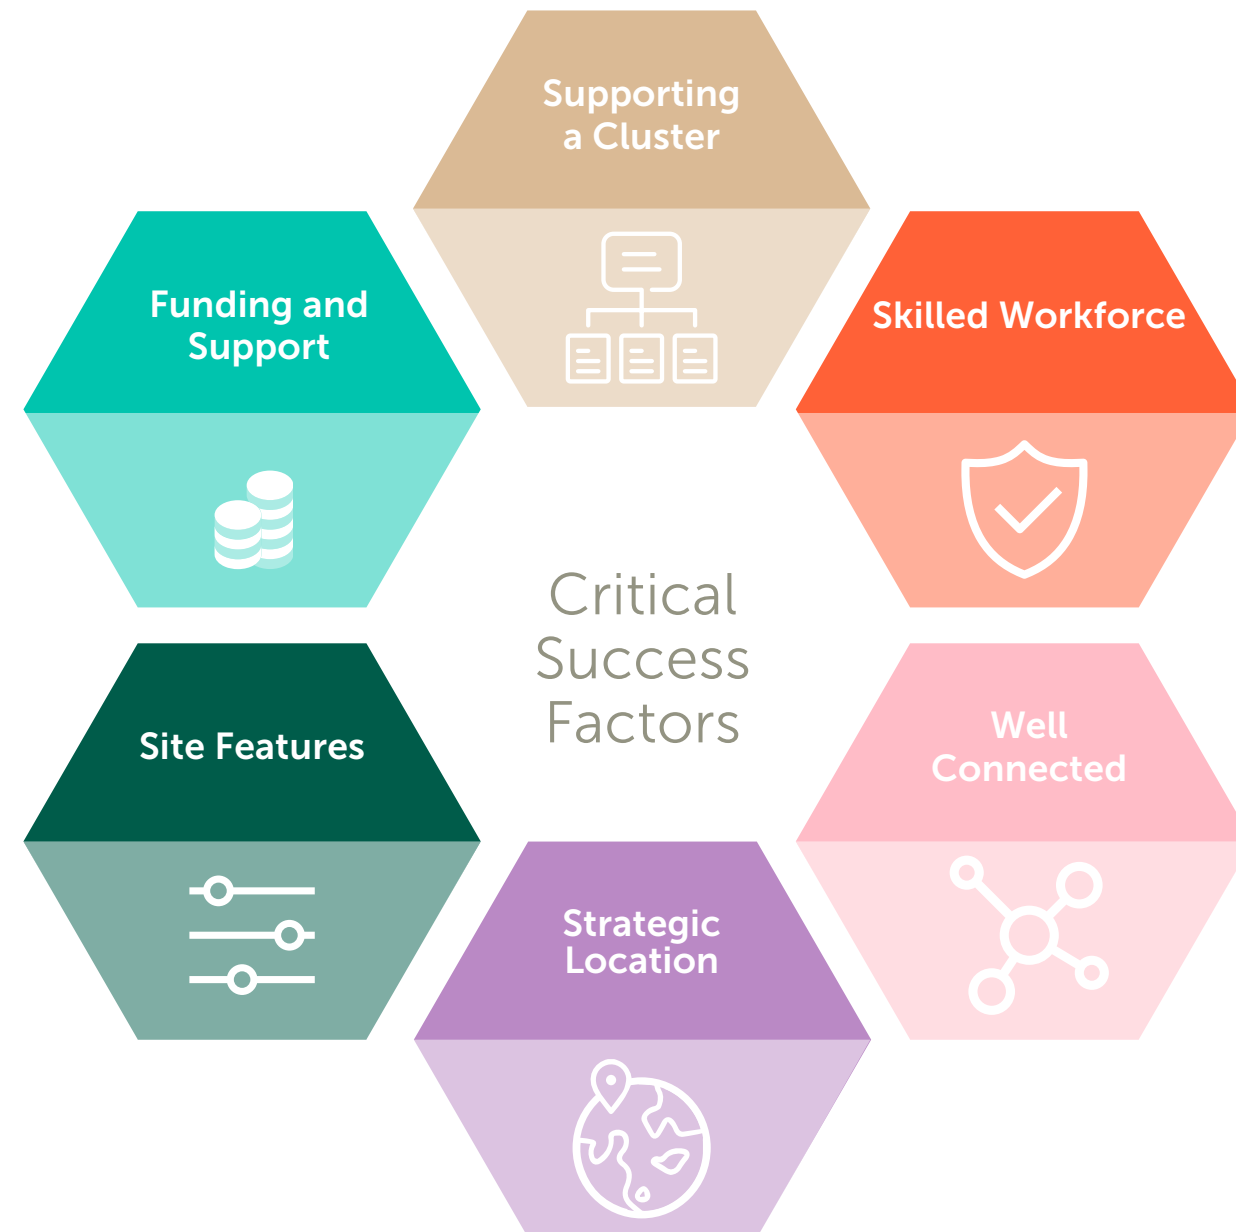 Supporting
a Cluster
Skilled Workforce
Well
Connected
Strategic
Location
Site Features
Funding and
Support
Critical
Success
Factors